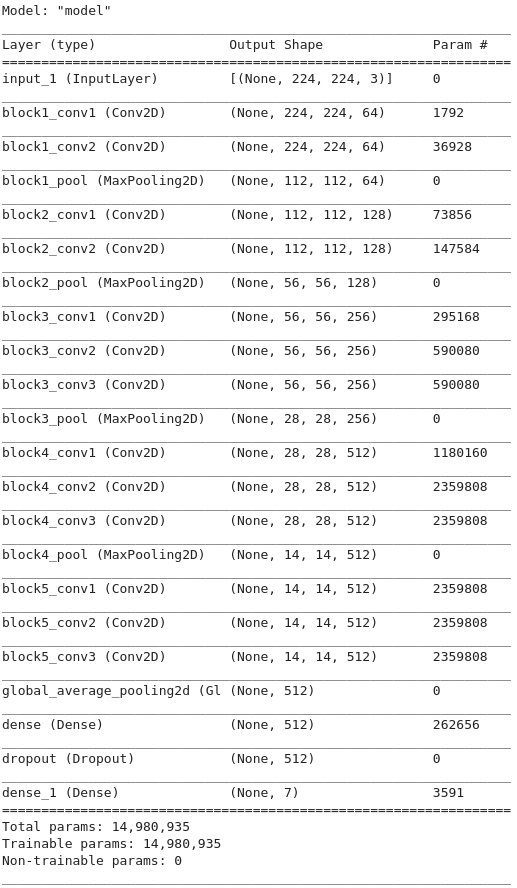 Model: "model"
Layer (type) Output Shape Param #
input_1 (InputLayer) [(None, 224, 224, 3)] 0
block1_conv1 (Conv2D) (None, 224, 224, 64) 1792
block1_conv2 (Conv2D) (None, 224, 224, 64) 36928
block1_pool (MaxPooling2D) (None, 112, 112, 64) 0
block2_conv1 (Conv2D) (None, 112, 112, 128) 73856
block2_conv2 (Conv2D) (None, 112, 112, 128) 147584
block2_pool (MaxPooling2D) (None, 56, 56, 128) 0
block3_conv1 (Conv2D) (None, 56, 56, 256) 295168
block3_conv2 (Conv2D) (None, 56, 56, 256) 590080
block3_conv3 (Conv2D) (None, 56, 56, 256) 590080
block3_pool (MaxPooling2D) (None, 28, 28, 256) 0
block4_conv1 (Conv2D) (None, 28, 28, 512) 1180160
block4_conv2 (Conv2D) (None, 28, 28, 512) 2359808
block4_conv3 (Conv2D) (None, 28, 28, 512) 2359808
block4_pool (MaxPooling2D) (None, 14, 14, 512) 0
block5_conv1 (Conv2D) (None, 14, 14, 512) 2359808
block5_conv2 (Conv2D) (None, 14, 14, 512) 2359808
block5_conv3 (Conv2D) (None, 14, 14, 512) 2359808
global_average_pooling2d (Gl (None, 512) 0
dense (Dense) (None, 512) 262656
dropout (Dropout) (None, 512) 0
dense_1 (Dense) (None, 7) 3591
Total params: 14,980,935
Trainable params: 14,980,935
Non-trainable params: 0